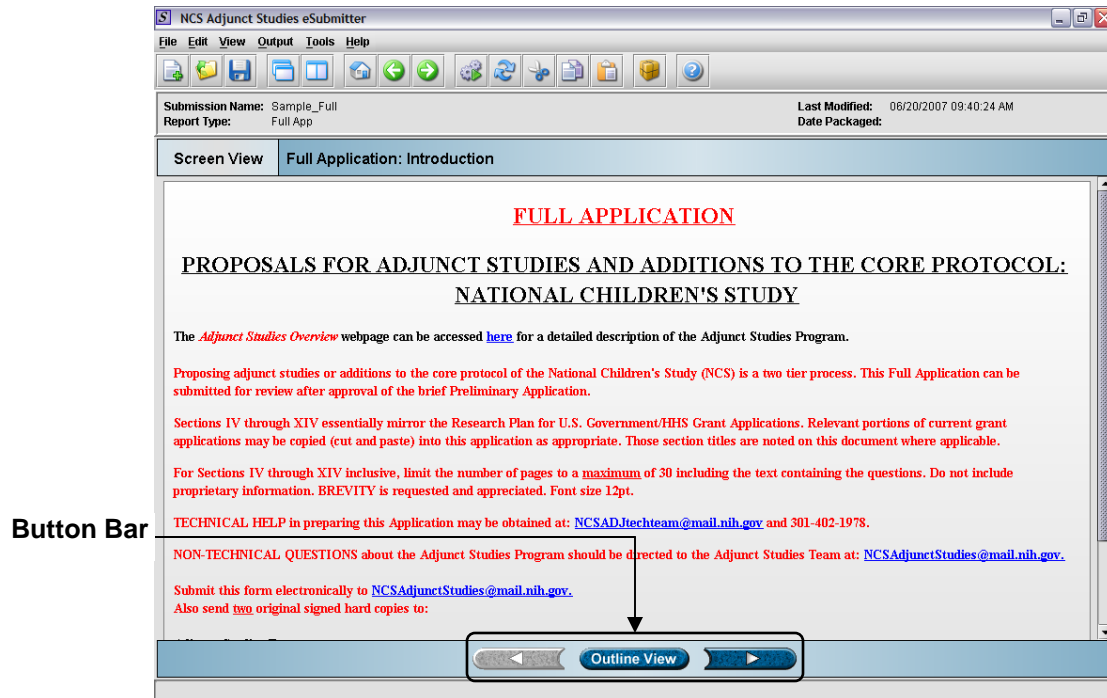 NCS Adjunct Studies eSubmitter
File Edit View Output Tools Help
Submission Name: Sample_Full
Last Modified: 06/20/2007 09:40:24 AM
Report Type: Full App
Date Packaged:
Screen View
Full Application: Introduction
FULL APPLICATION
PROPOSALS FOR ADJUNCT STUDIES AND ADDITIONS TO THE CORE PROTOCOL:
NATIONAL CHILDREN'S STUDY
The Adjunct Studies Overview webpage can be accessed here for a detailed description of the Adjunct Studies Program.
Proposing adjunct studies or additions to the core protocol of the National Children's Study (NCS) is a two tier process. This Full Application can be
submitted for review after approval of the brief Preliminary Application.
Sections IV through XIV essentially mirror the Research Plan for U.S. Government/HHS Grant Applications. Relevant portions of current grant
applications may be copied (cut and paste) into this application as appropriate. Those section titles are noted on this document where applicable.
For Sections IV through XIV inclusive, limit the number of pages to a maximum of 30 including the text containing the questions. Do not include
proprietary information. BREVITY is requested and appreciated. Font size 12pt.
TECHNICAL HELP in preparing this Application may be obtained at: NCSADJtechteam@mail.nih.gov and 301-402-1978.
Button Bar
NON-TECHNICAL QUESTIONS about the Adjunct Studies Program should be directed to the Adjunct Studies Team at: NCSAdjunctStudies@mail.nih.gov.
Submit this form electronically to NCSAdjunctStudies@mail.nih.gov.
Also send two original signed hard copies to:
Outline View